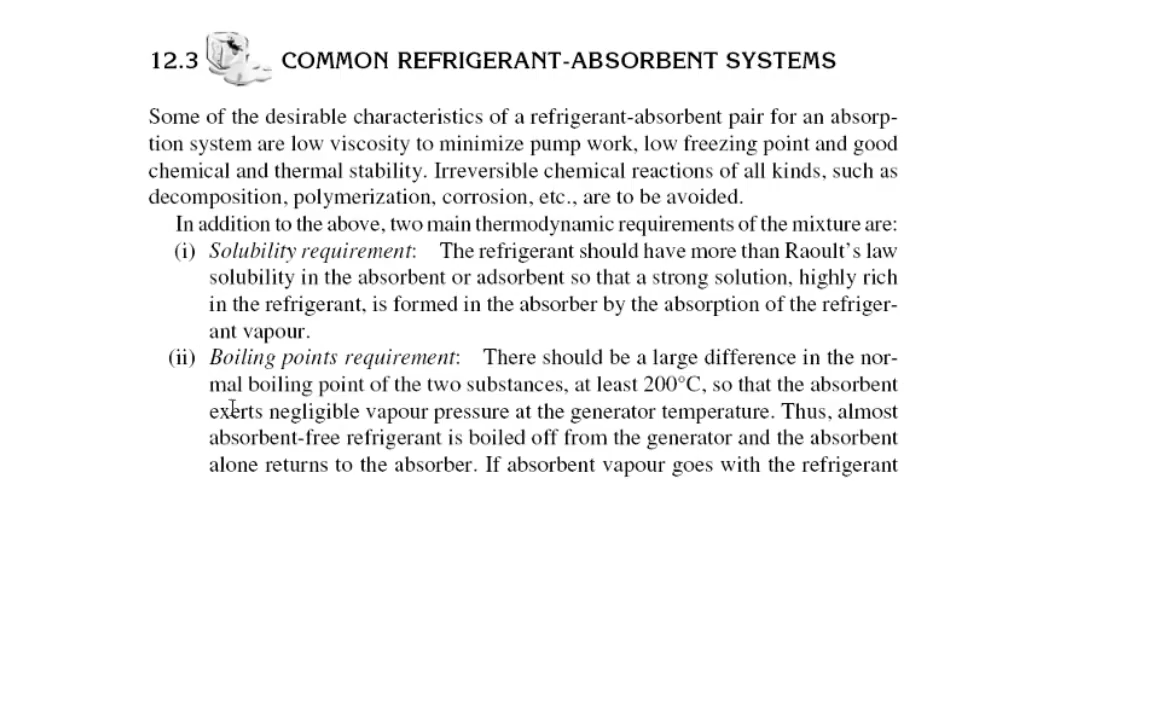 12.3 COMMON REFRIGERANT-ABSORBENT SYSTEMS
Some of the desirable characteristics of a refrigerant-absorbent pair for an absorp-
tion system are low viscosity to minimize pump work, low freezing point and good
chemical and thermal stability. Irreversible chemical reactions of all kinds, such as
decomposition, polymerization, corrosion, etc., are to be avoided.
In addition to the above, two main thermodynamic requirements of the mixture are:
(i) Solubility requirement: The refrigerant should have more than Raoult's law
solubility in the absorbent or adsorbent so that a strong solution, highly rich
in the refrigerant, is formed in the absorber by the absorption of the refriger-
ant vapour.
(ii) Boiling points requirement: There should be a large difference in the nor-
mal boiling point of the two substances, at least 200°C, so that the absorbent
exerts negligible vapour pressure at the generator temperature. Thus, almost
absorbent-free refrigerant is boiled off from the generator and the absorbent
alone returns to the absorber. If absorbent vapour goes with the refrigerant